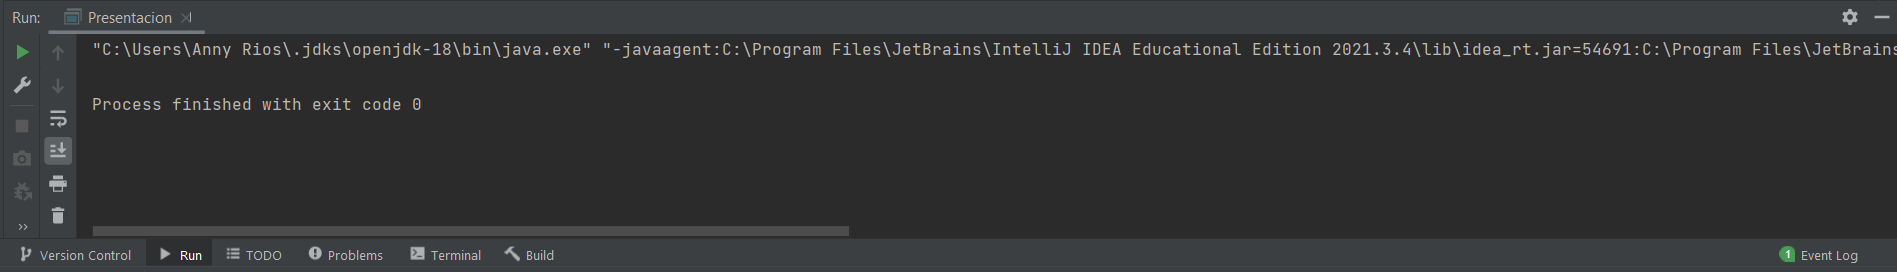 Run: Presentacion
"C:\Users\Anny Rios\.jdks\openjdk-18\bin\java.exe" "-javaagent:C:\Program Files\JetBrains\IntelliJ IDEA Educational Edition 2021.3.4\lib\idea_rt.jar=54691:C:\Program Files\JetBrains
Process finished with exit code 0
Version Control Run TODO Problems Terminal Build 1 Event Log